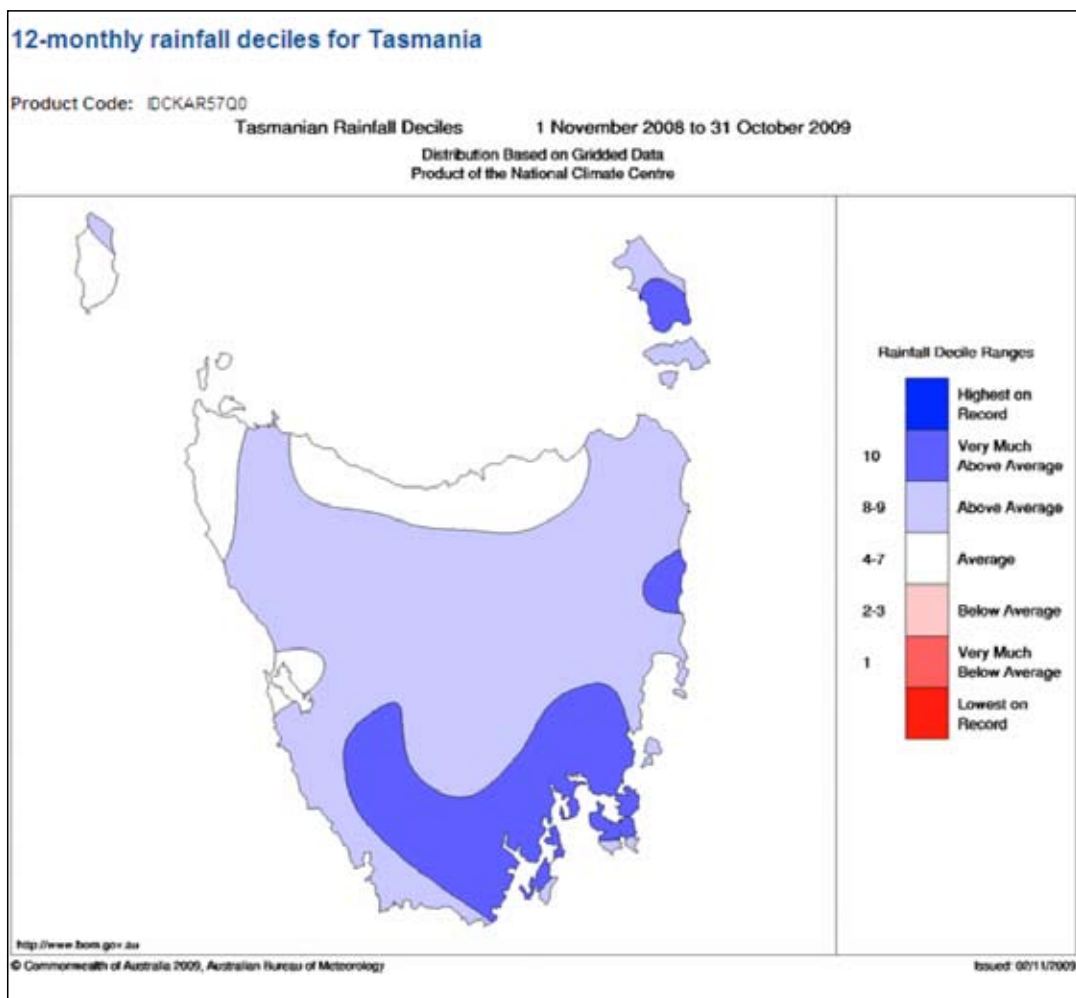 12-monthly rainfall deciles for Tasmania
Product Code: IDCKAR57Q0
Tasmanian Rainfall Deciles 1 November 2008 to 31 October 2009
Distribution Based on Gridded Data
Product of the National Climate Centre
Rainfall Decile Ranges
Highest on
Record
10 Very Much
Above Average
8-9 Above Average
4-7 Average
2-3 Below Average
1 Very Much
Below Average
Lowest on
Record
http://www.bom.gov.au
© Commonwealth of Australia 2009, Australian Bureau of Meteorology
Issued: 02/11/2009